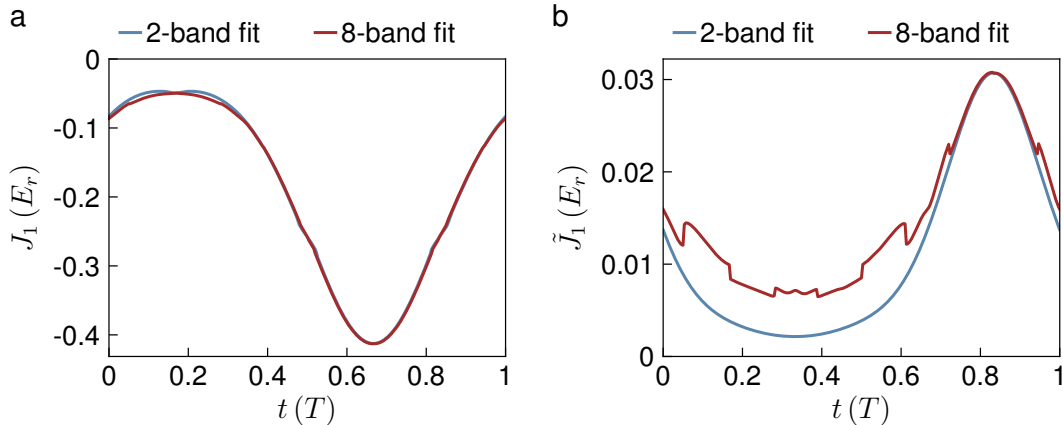 a
2-band fit 8-band fit
0
-0.1
-0.2
-0.3
-0.4
J₁ (Eᵣ)
0 0.2 0.4 0.6 0.8 1
t (T)
b
2-band fit 8-band fit
0.03
0.02
0.01
0
J̃₁ (Eᵣ)
0 0.2 0.4 0.6 0.8 1
t (T)